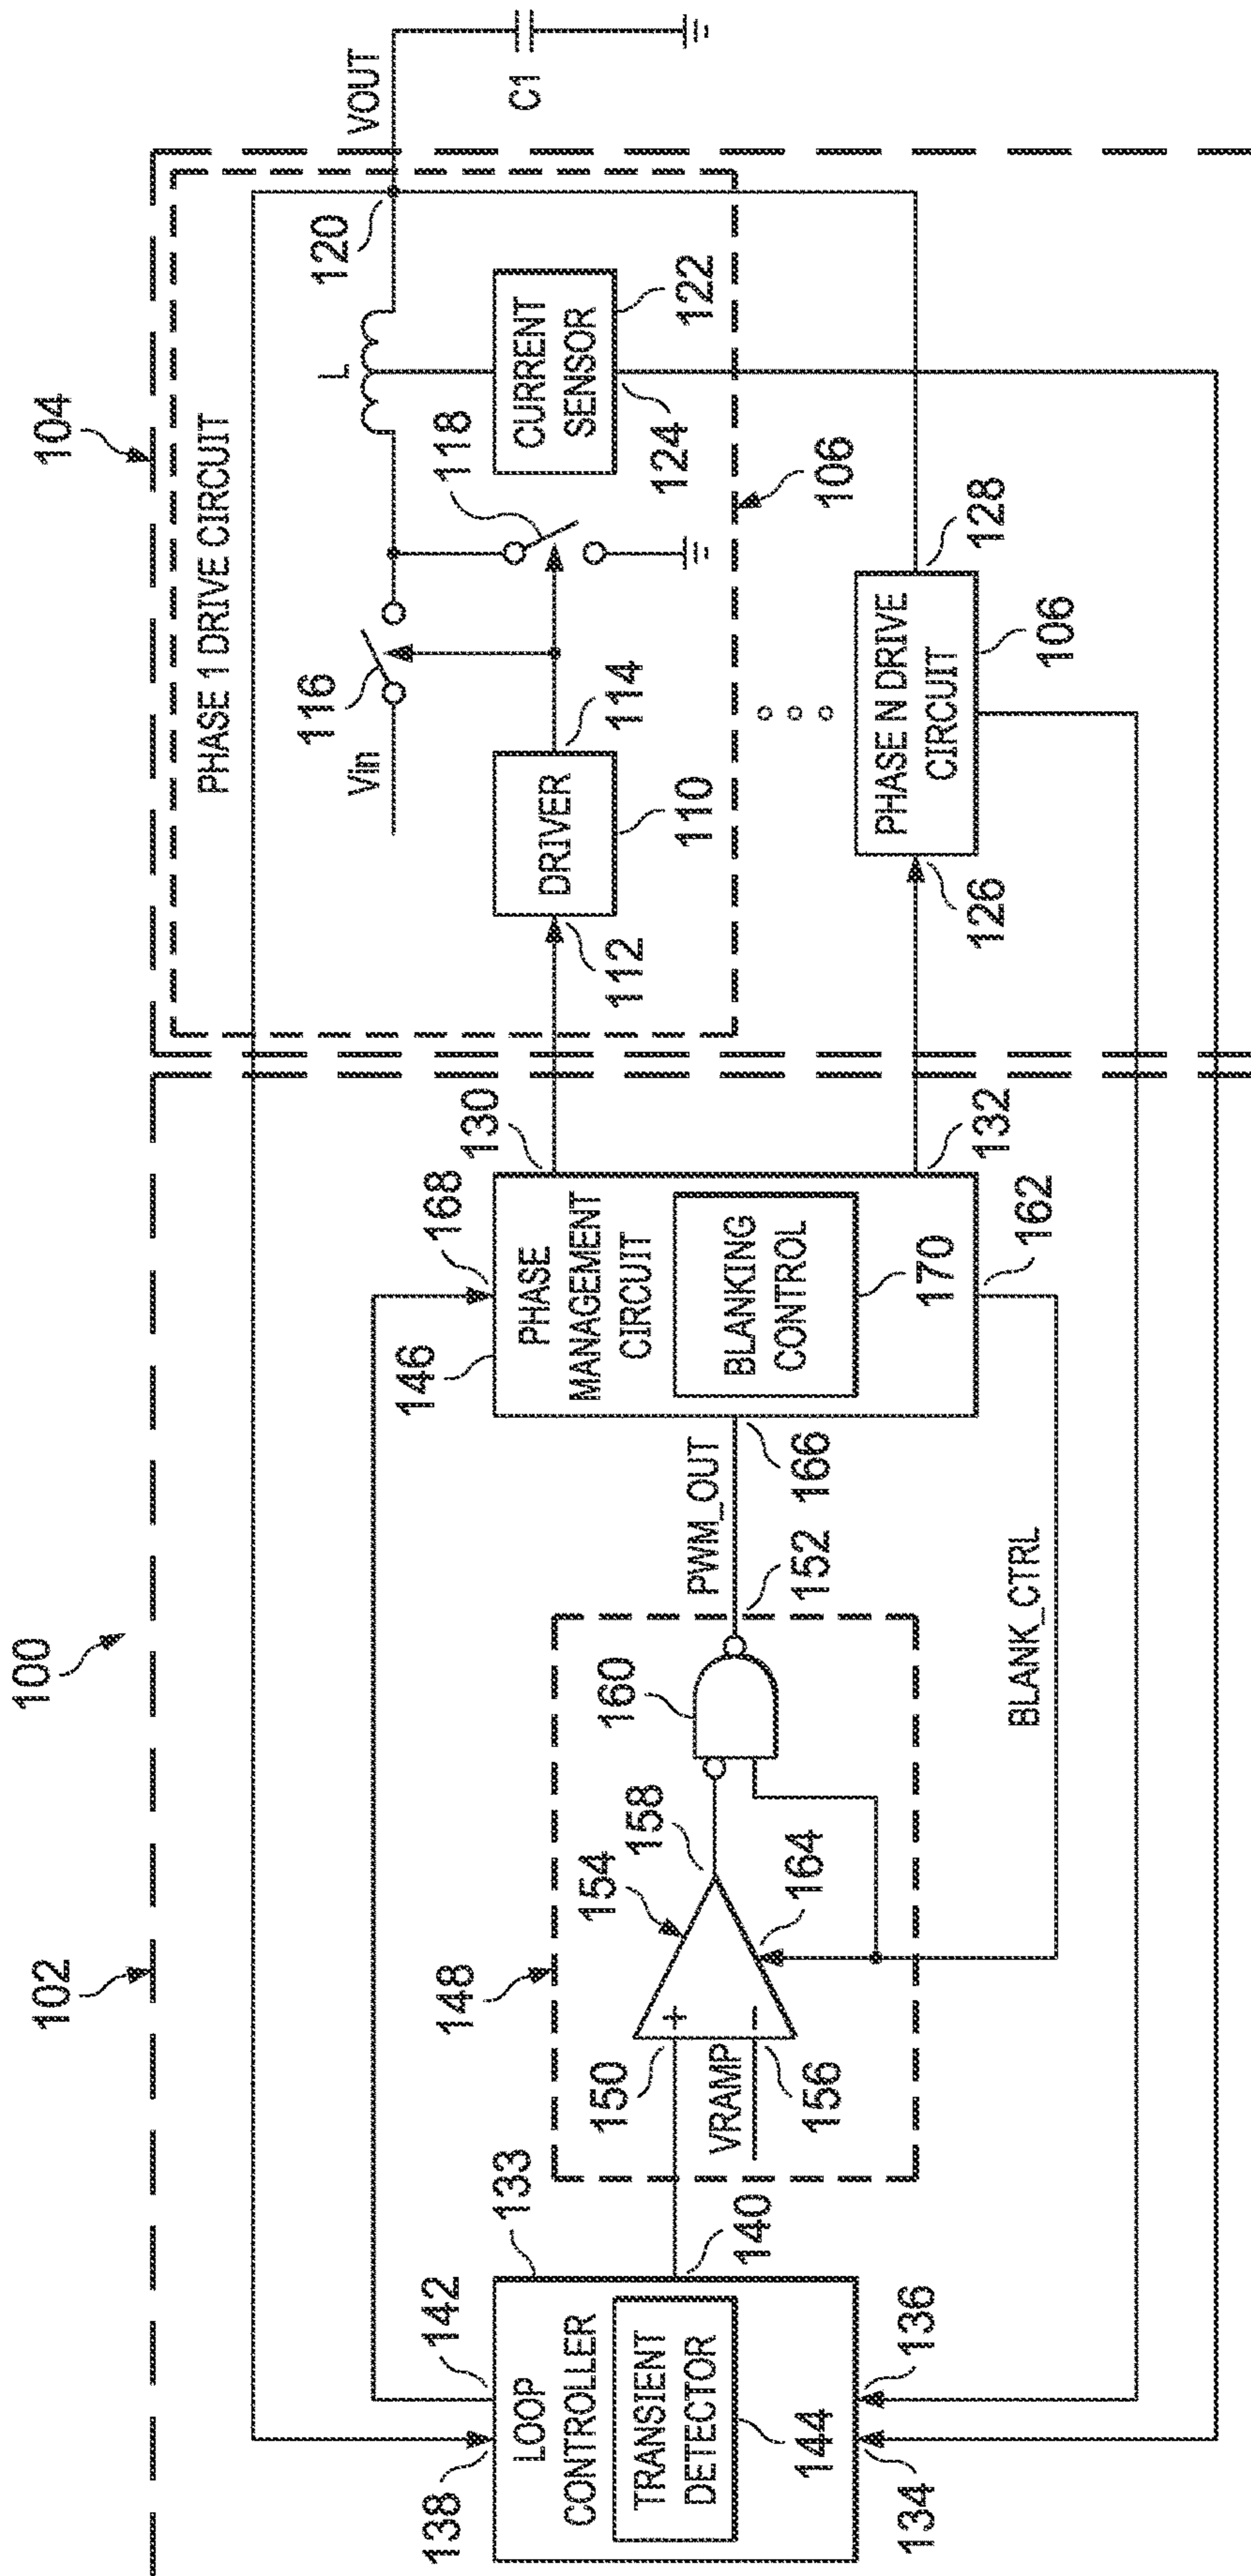 100
102
104
PHASE 1 DRIVE CIRCUIT
VOUT
120
L
C1
116
Vin
118
CURRENT
SENSOR
122
124
114
DRIVER
110
112
106
PHASE N DRIVE
CIRCUIT
128
106
126
130
132
168
146
PHASE
MANAGEMENT
CIRCUIT
BLANKING
CONTROL
170
162
166
PWM_OUT
152
160
158
154
164
148
150
VRAMP
156
+
−
BLANK_CTRL
133
142
138
LOOP
CONTROLLER
TRANSIENT
DETECTOR
144
140
136
134